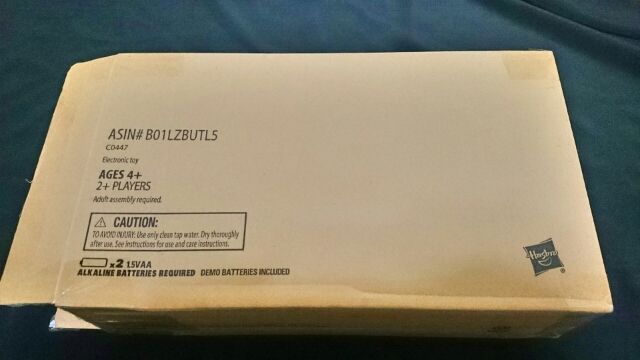 ASIN# B01LZBUTL5
C0447
Electronic toy
AGES 4+
2+ PLAYERS
Adult assembly required.
⚠ CAUTION:
TO AVOID INJURY: Use only clean tap water. Dry thoroughly
after use. See instructions for use and care instructions.
x2 1.5V AA
ALKALINE BATTERIES REQUIRED DEMO BATTERIES INCLUDED
Hasbro
®